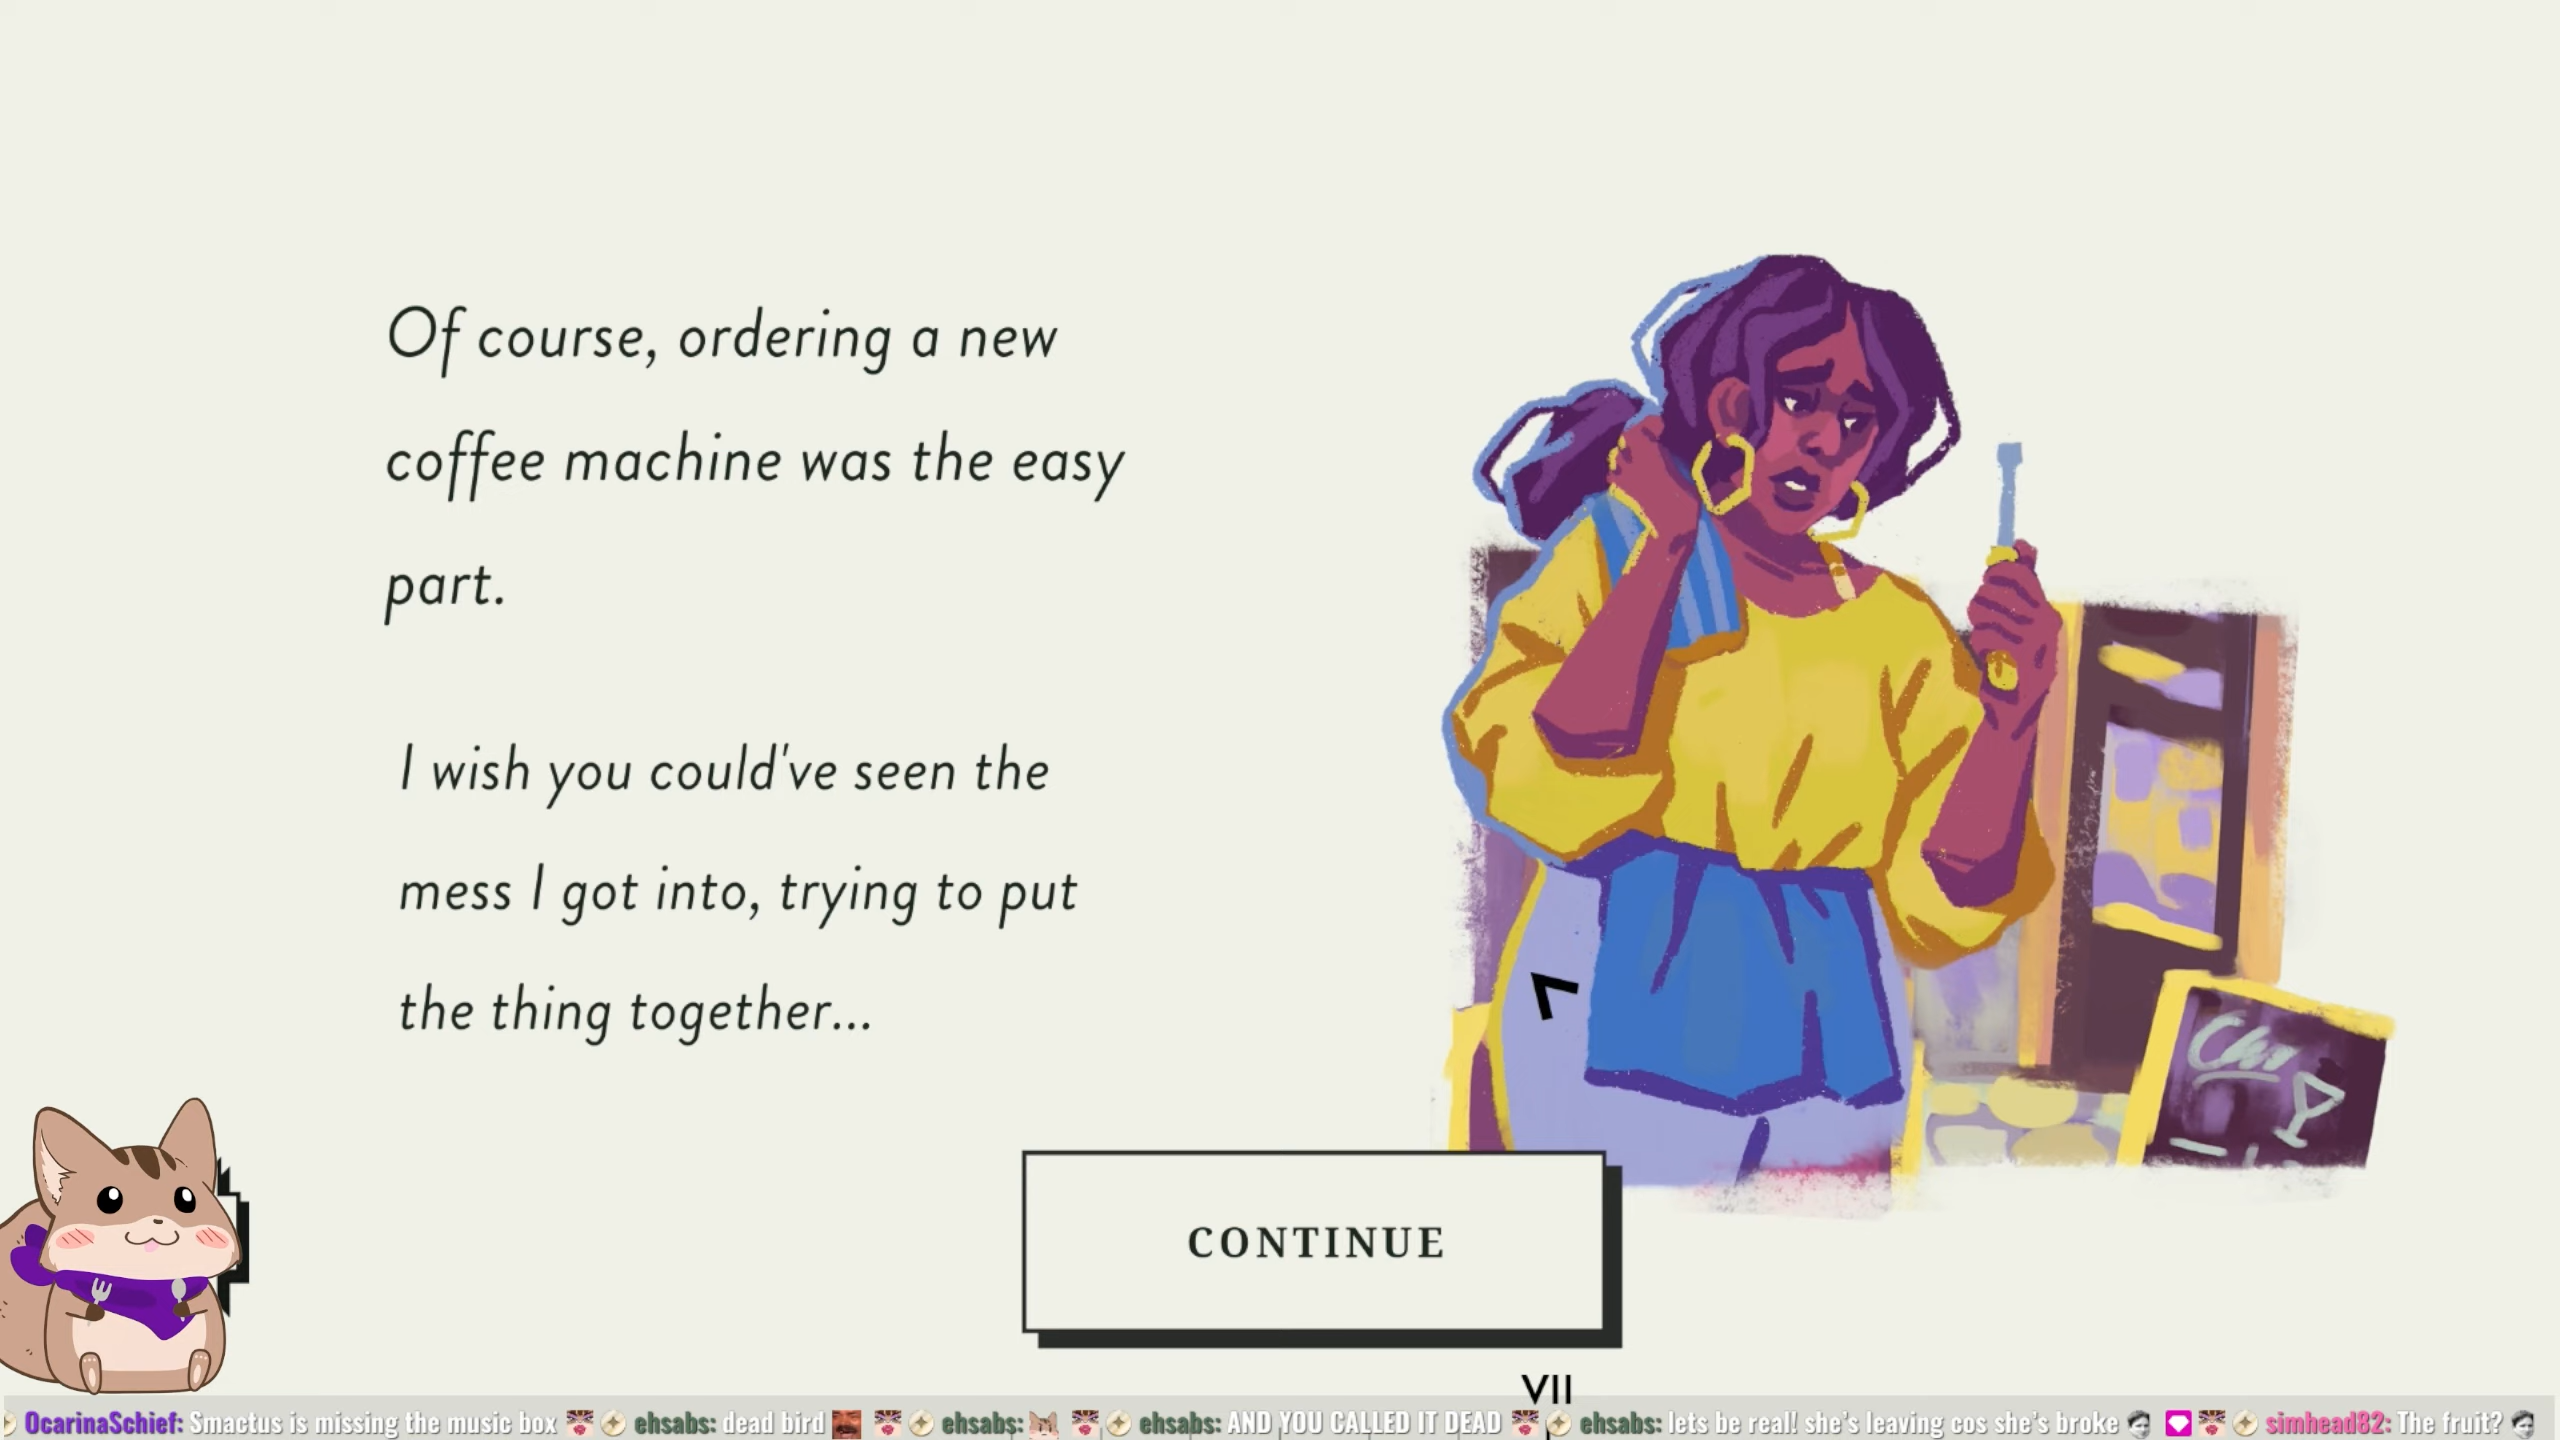 Of course, ordering a new
coffee machine was the easy
part.
I wish you could've seen the
mess I got into, trying to put
the thing together...
CONTINUE
VII
OcarinaSchief: Smactus is missing the music box ehsabs: dead bird ehsabs: ehsabs: AND YOU CALLED IT DEAD ehsabs: lets be real! she's leaving cos she's broke simhead82: The fruit?